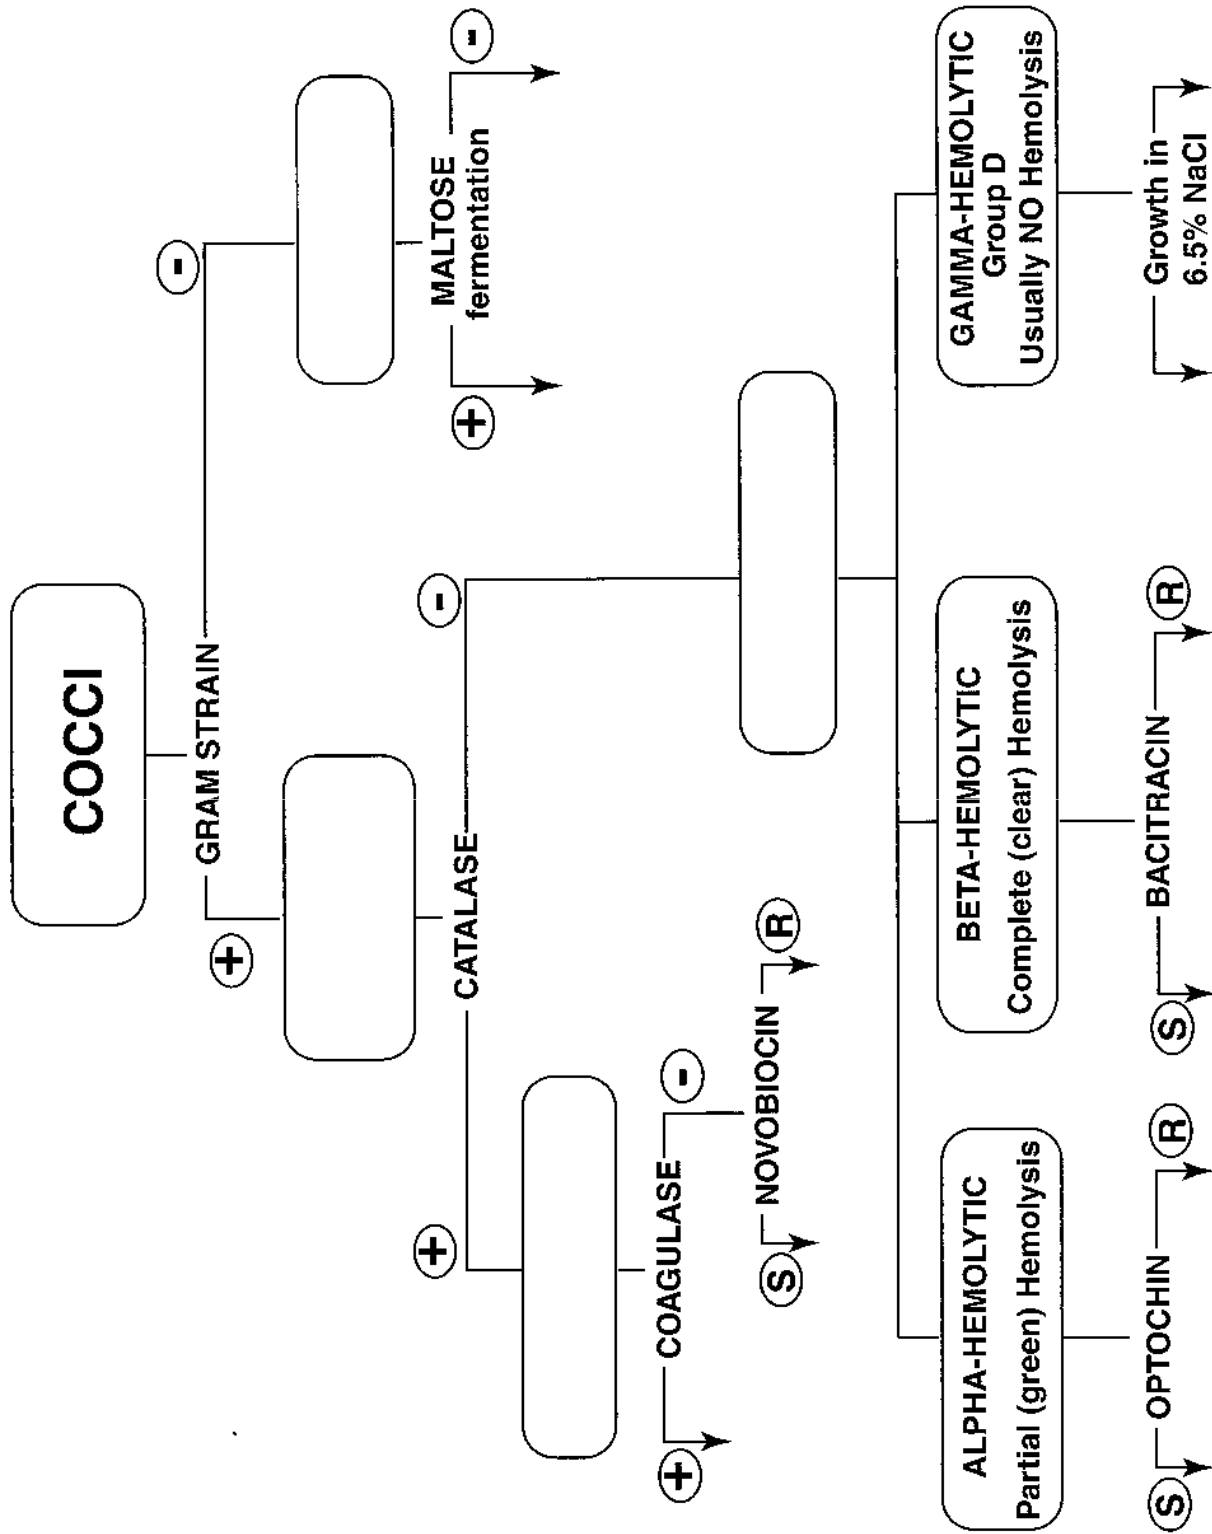 COCCI
GRAM STRAIN
+
-
CATALASE
+
-
MALTOSE
fermentation
+
-
COAGULASE
+
-
NOVOBIOCIN
S
R
ALPHA-HEMOLYTIC
Partial (green) Hemolysis
BETA-HEMOLYTIC
Complete (clear) Hemolysis
GAMMA-HEMOLYTIC
Group D
Usually NO Hemolysis
OPTOCHIN
S
R
BACITRACIN
S
R
Growth in
6.5% NaCl